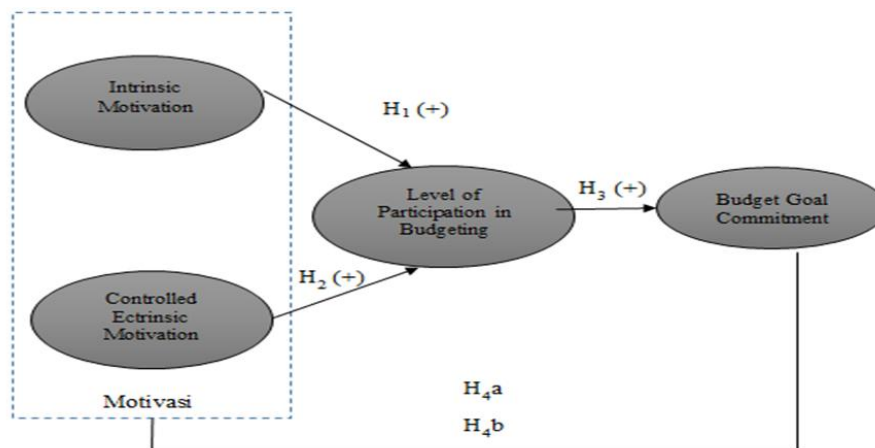 Intrinsic
Motivation
H₁ (+)
Level of
Participation in
Budgeting
H₃ (+)
Budget Goal
Commitment
H₂ (+)
Controlled
Ectrinsic
Motivation
Motivasi
H₄a
H₄b